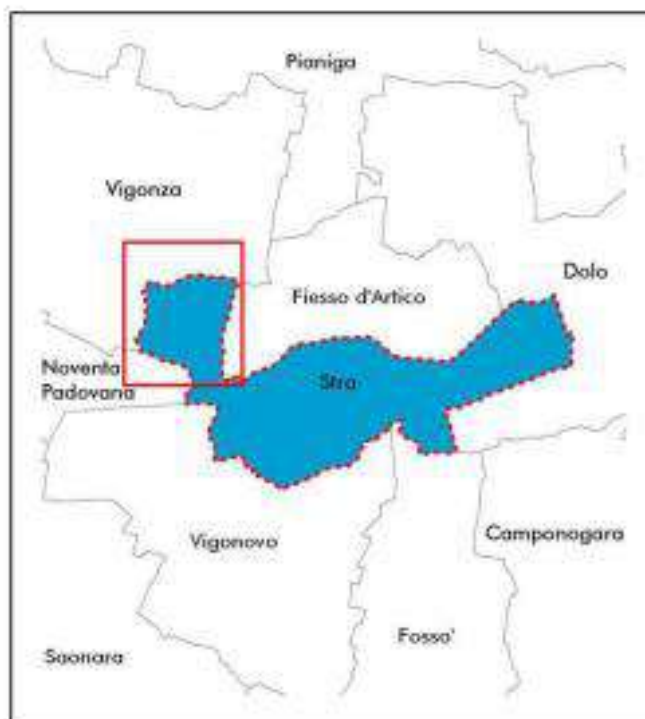 Pianiga
Vigonza
Dolo
Fiesso d'Artico
Noventa
Padovana
Stra
Vigonovo
Camponogara
Fosso'
Saonara